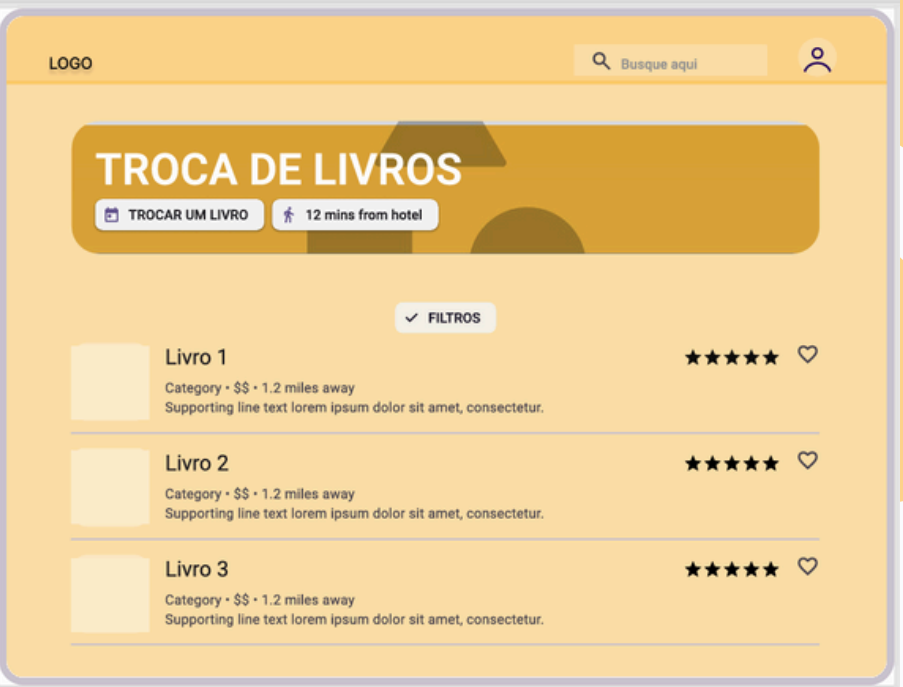 LOGO
Busque aqui
TROCA DE LIVROS
TROCAR UM LIVRO
12 mins from hotel
FILTROS
Livro 1
Category • $$ • 1.2 miles away
Supporting line text lorem ipsum dolor sit amet, consectetur.
Livro 2
Category • $$ • 1.2 miles away
Supporting line text lorem ipsum dolor sit amet, consectetur.
Livro 3
Category • $$ • 1.2 miles away
Supporting line text lorem ipsum dolor sit amet, consectetur.